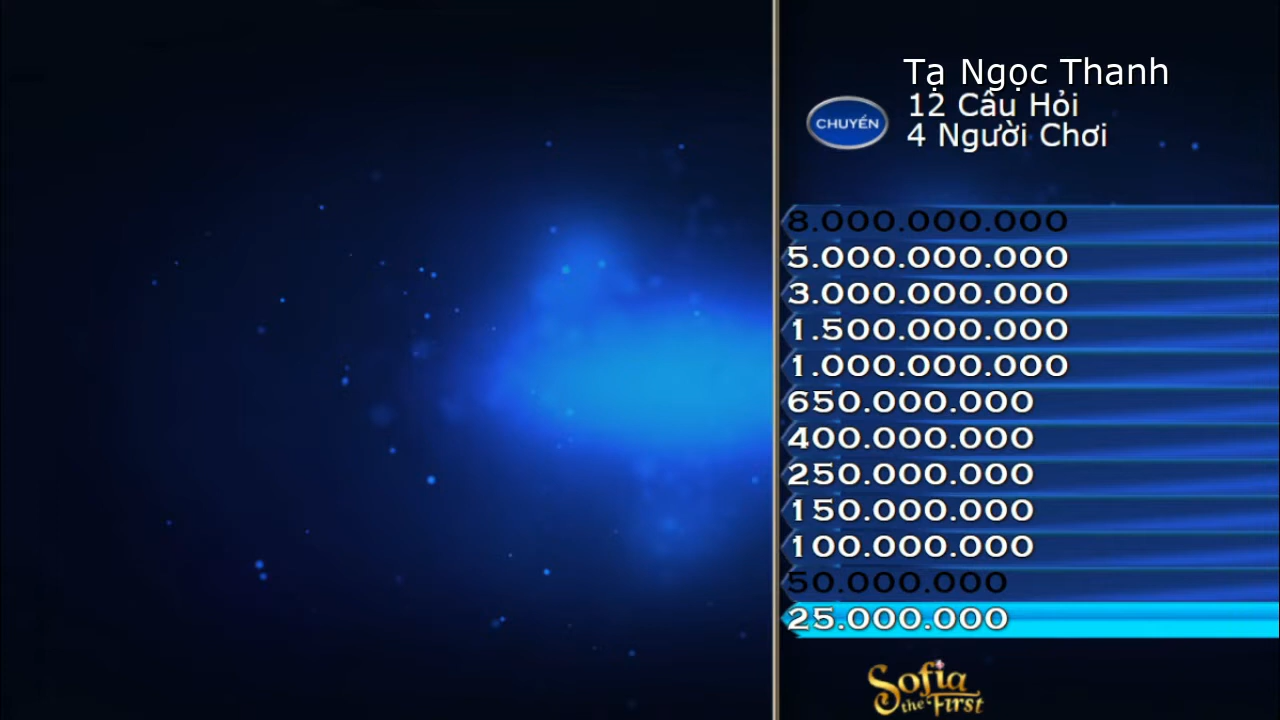 Tạ Ngọc Thanh
12 Câu Hỏi
4 Người Chơi
CHUYỂN
8.000.000.000
5.000.000.000
3.000.000.000
1.500.000.000
1.000.000.000
650.000.000
400.000.000
250.000.000
150.000.000
100.000.000
50.000.000
25.000.000
Sofia
the First